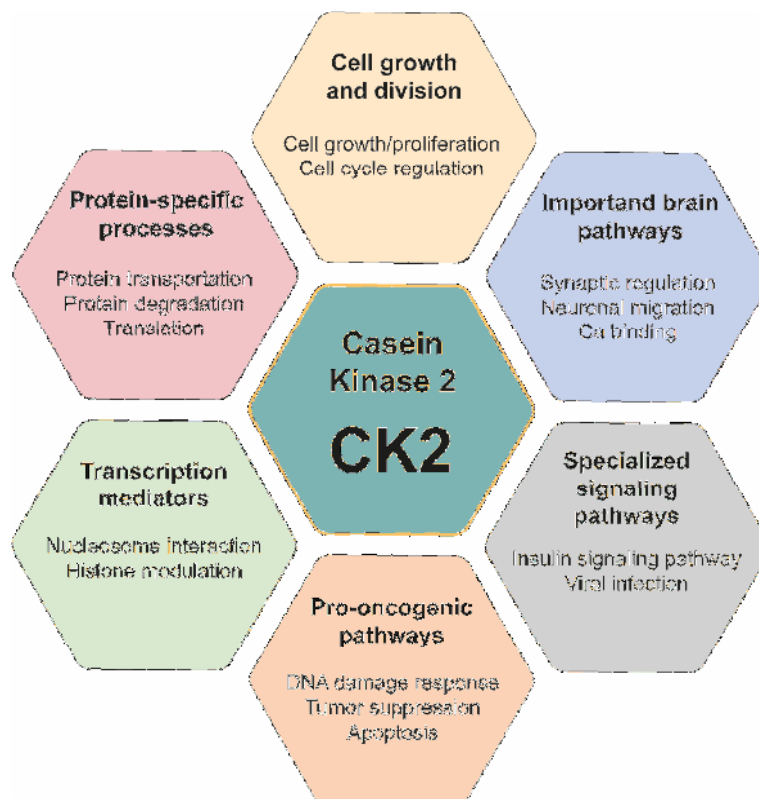 Cell growth
and division
Cell growth/proliferation
Cell cycle regulation
Protein-specific
processes
Protein transportation
Protein degradation
Translation
Importand brain
pathways
Synaptic regulation
Neuronal migration
Ca binding
Casein
Kinase 2
CK2
Transcription
mediators
Nucleosome interaction
Histone modulation
Specialized
signaling
pathways
Insulin signaling pathway
Viral infection
Pro-oncogenic
pathways
DNA damage response
Tumor suppression
Apoptosis